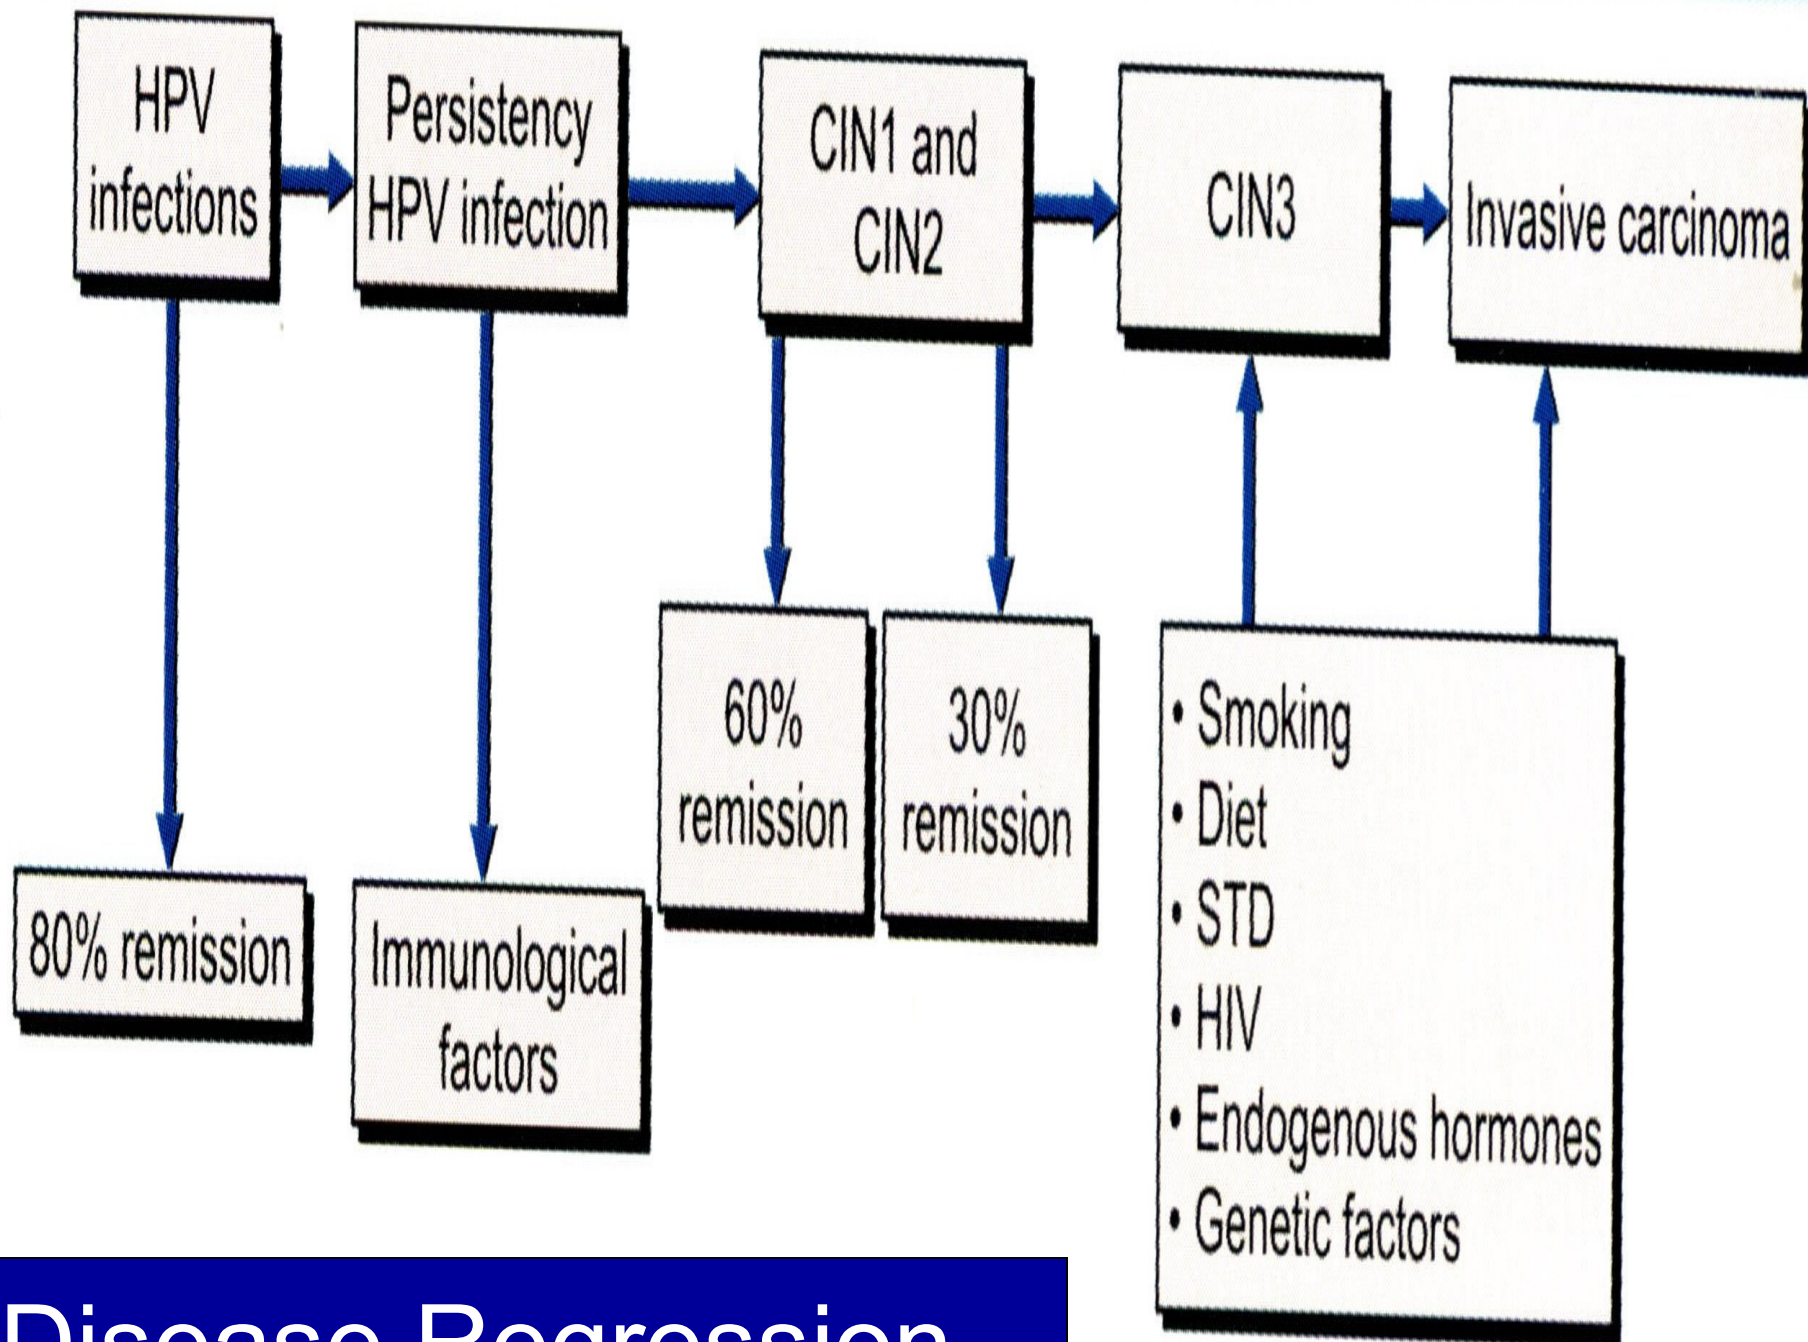 HPV
infections
Persistency
HPV infection
CIN1 and
CIN2
CIN3
Invasive carcinoma
80% remission
Immunological
factors
60%
remission
30%
remission
• Smoking
• Diet
• STD
• HIV
• Endogenous hormones
• Genetic factors
Disease Regression